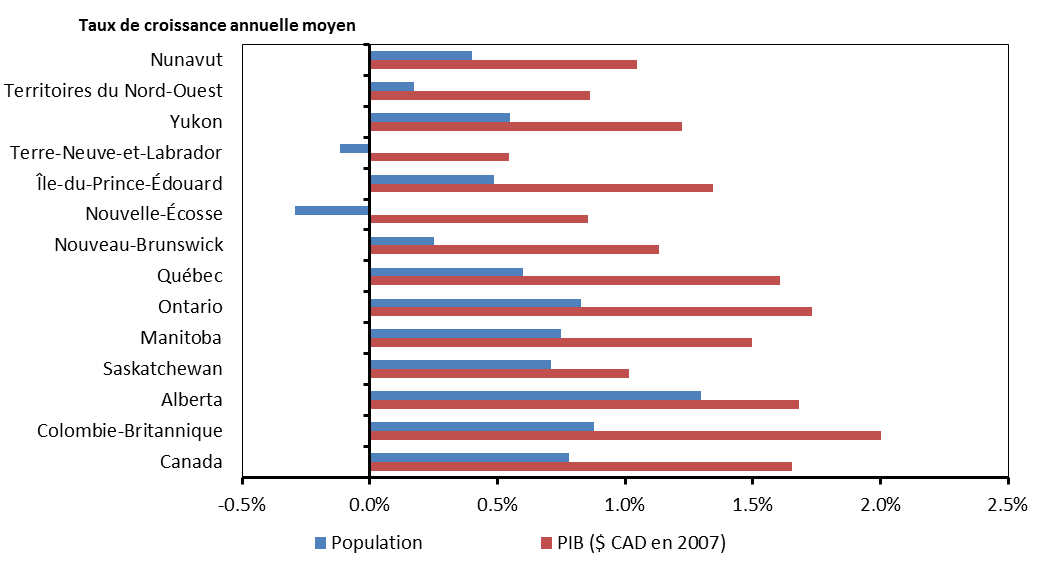 Taux de croissance annuelle moyen
Nunavut
Territoires du Nord-Ouest
Yukon
Terre-Neuve-et-Labrador
Île-du-Prince-Édouard
Nouvelle-Écosse
Nouveau-Brunswick
Québec
Ontario
Manitoba
Saskatchewan
Alberta
Colombie-Britannique
Canada
-0.5% 0.0% 0.5% 1.0% 1.5% 2.0% 2.5%
Population PIB ($ CAD en 2007)